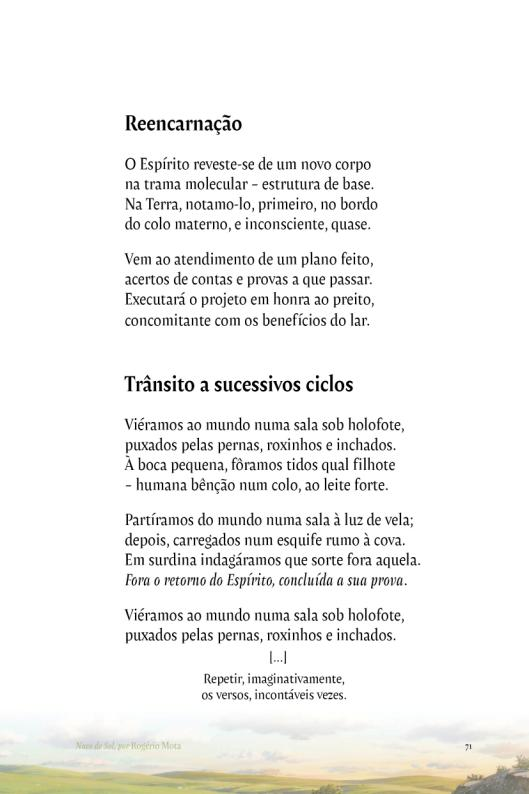 Reencarnação
O Espírito reveste-se de um novo corpo
na trama molecular – estrutura de base.
Na Terra, notamo-lo, primeiro, no bordo
do colo materno, e inconsciente, quase.
Vem ao atendimento de um plano feito,
acertos de contas e provas a que passar.
Executará o projeto em honra ao preito,
concomitante com os benefícios do lar.
Trânsito a sucessivos ciclos
Viéramos ao mundo numa sala sob holofote,
puxados pelas pernas, roxinhos e inchados.
À boca pequena, fôramos tidos qual filhote
– humana bênção num colo, ao leite forte.
Partíramos do mundo numa sala à luz de vela;
depois, carregados num esquife rumo à cova.
Em surdina indagáramos que sorte fora aquela.
Fora o retorno do Espírito, concluída a sua prova.
Viéramos ao mundo numa sala sob holofote,
puxados pelas pernas, roxinhos e inchados.
[...]
Repetir, imaginativamente,
os versos, incontáveis vezes.
de Sol, por Rogério Mota 71